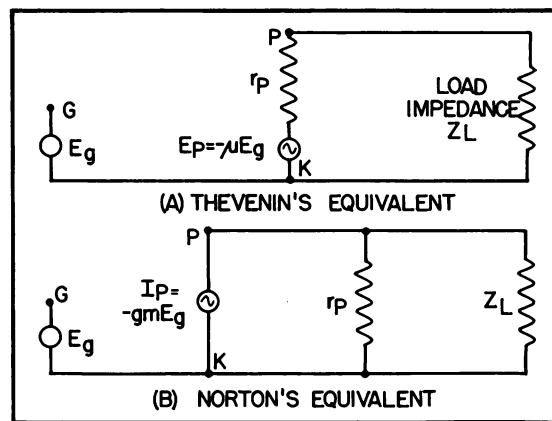 P
rP
G
LOAD
IMPEDANCE
ZL
Eg
EP=-μEg
K
(A) THEVENIN'S EQUIVALENT
P
G
IP=
-gmEg
rP
ZL
Eg
K
(B) NORTON'S EQUIVALENT